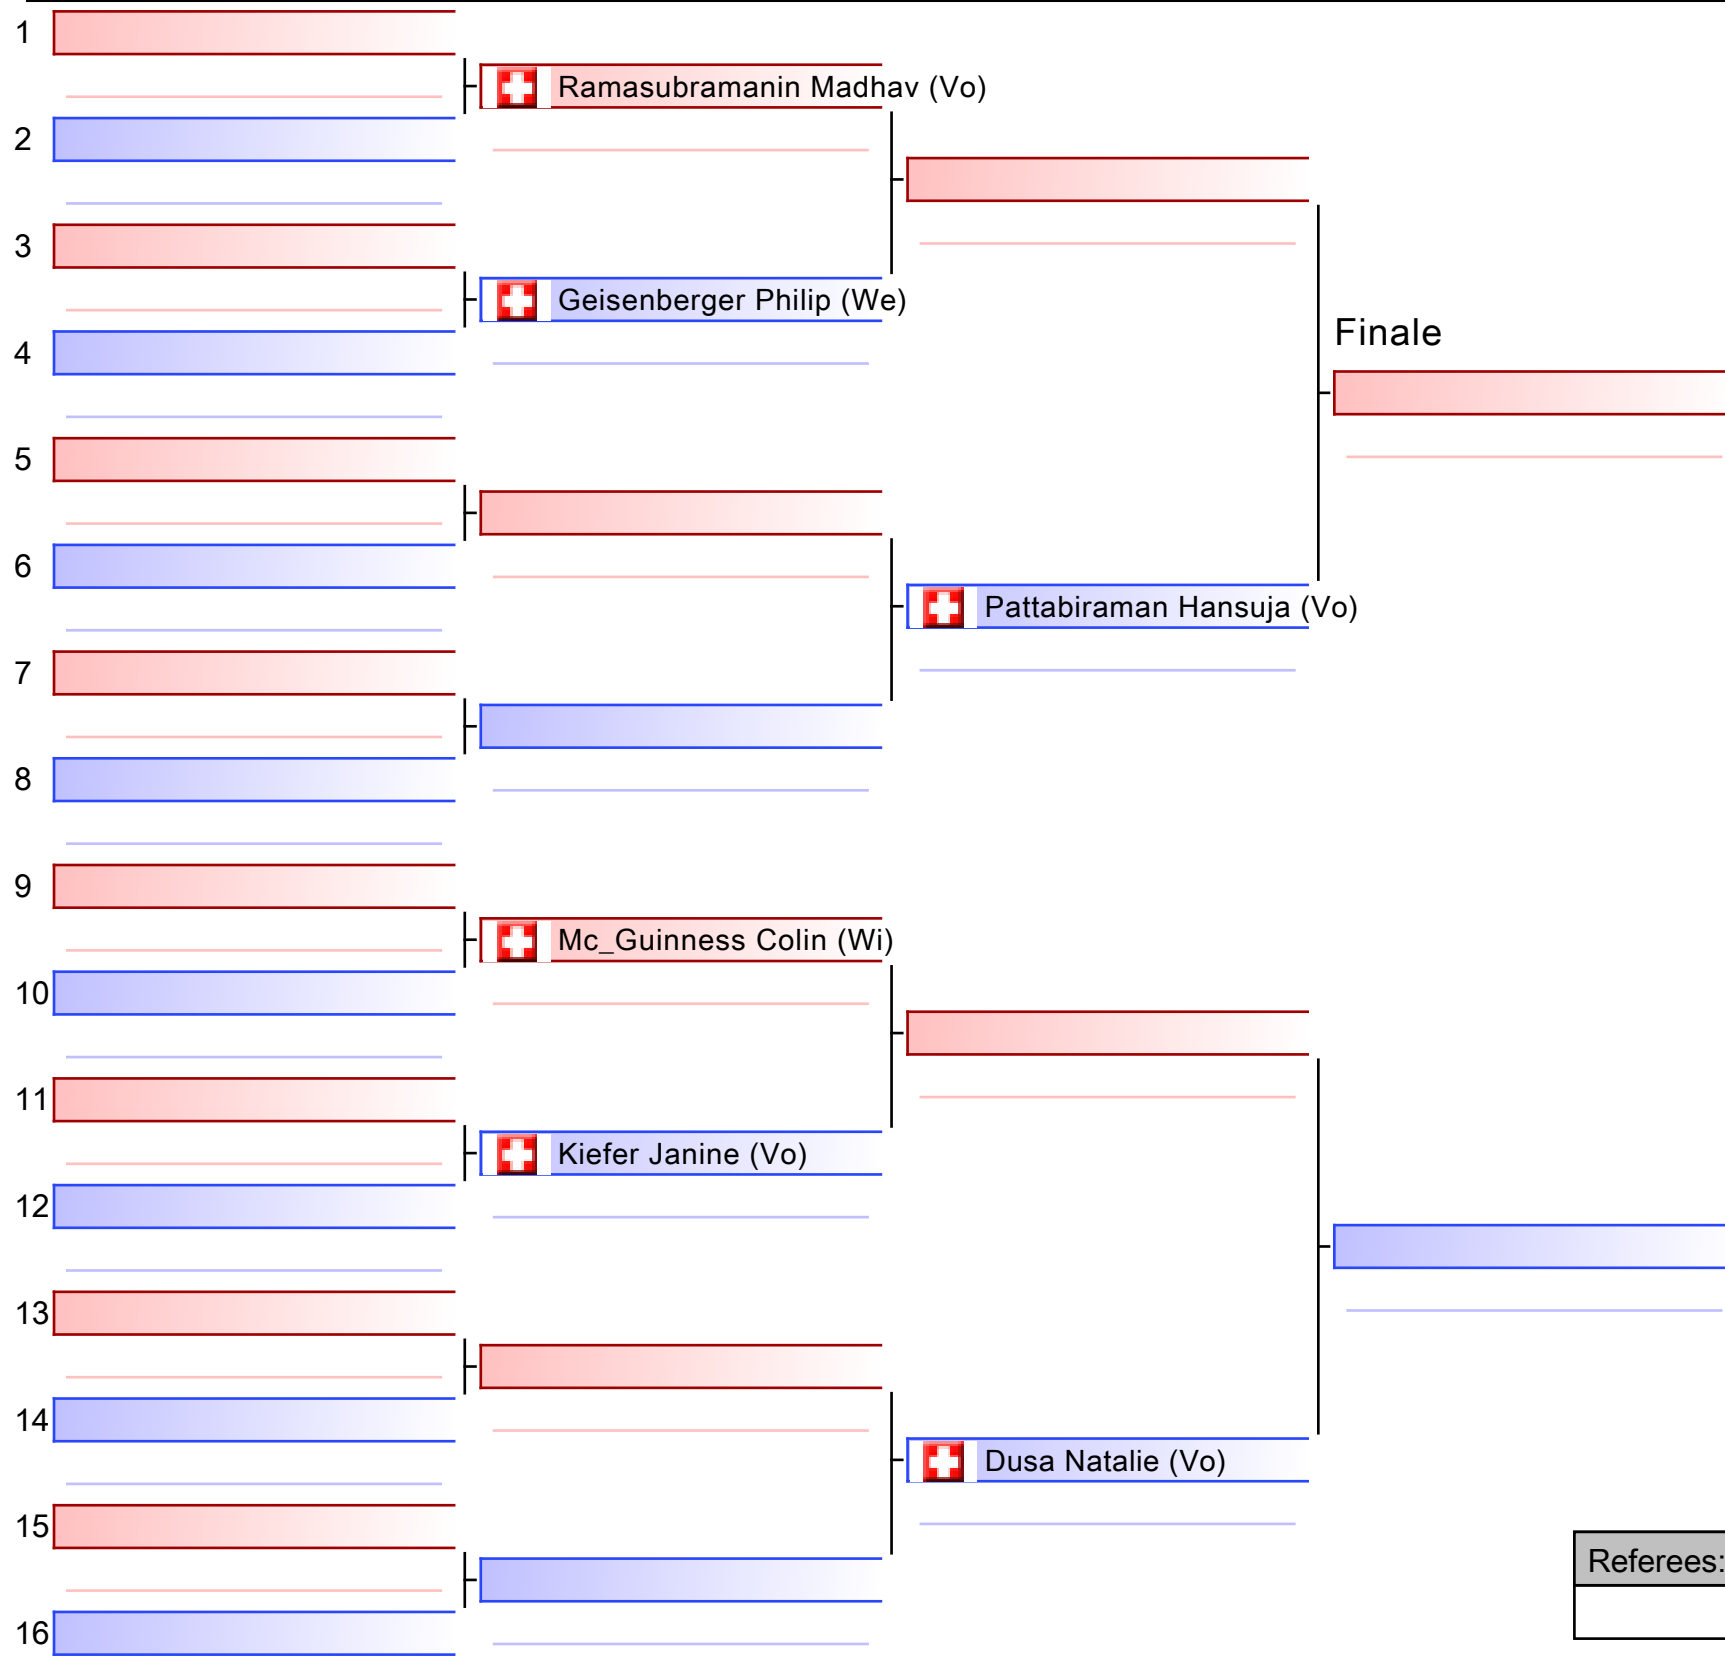 1
Ramasubramanin Madhav (Vo)
2
3
Geisenberger Philip (We)
Finale
4
5
6
Pattabiraman Hansuja (Vo)
7
8
9
Mc_Guinness Colin (Wi)
10
11
Kiefer Janine (Vo)
12
13
14
Dusa Natalie (Vo)
15
Referees:
16